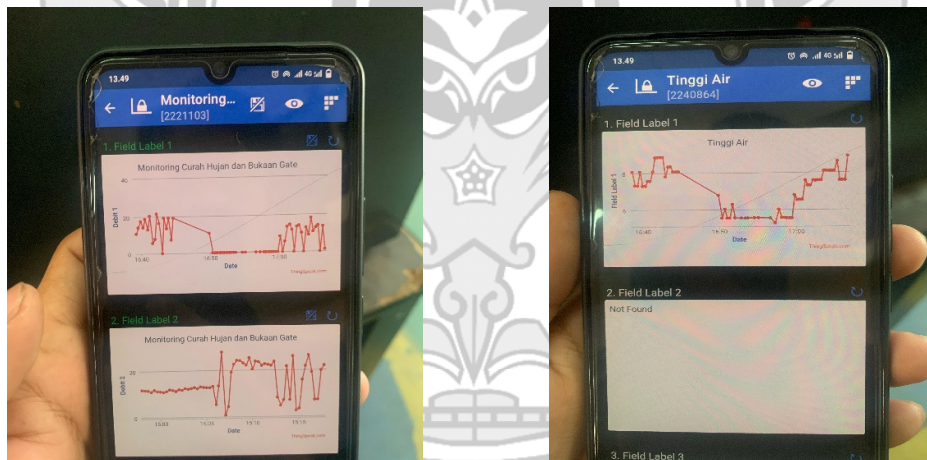 13.49
4G
Monitoring...
[2221103]
1. Field Label 1
Monitoring Curah Hujan dan Bukaan Gate
40
20
0
Debit 1
16:40
16:50
17:00
Date
ThingSpeak.com
2. Field Label 2
Monitoring Curah Hujan dan Bukaan Gate
20
0
Debit 2
15:10
Date
ThingSpeak.com
13.49
4G
Tinggi Air
[2240864]
1. Field Label 1
Tinggi Air
Field Label 1
16:40
16:50
17:00
Date
ThingSpeak.com
2. Field Label 2
Not Found
3. Field Label 3